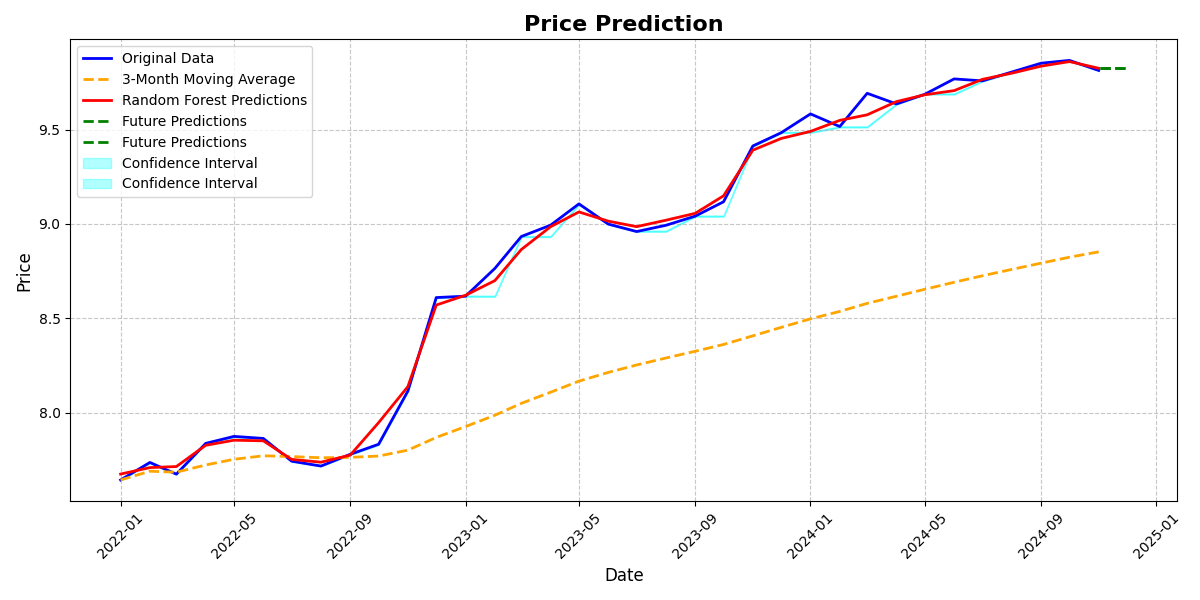 Price Prediction
Original Data
3-Month Moving Average
Random Forest Predictions
Future Predictions
Future Predictions
Confidence Interval
Confidence Interval
Price
9.5
9.0
8.5
8.0
2022-01
2022-05
2022-09
2023-01
2023-05
2023-09
2024-01
2024-05
2024-09
2025-01
Date